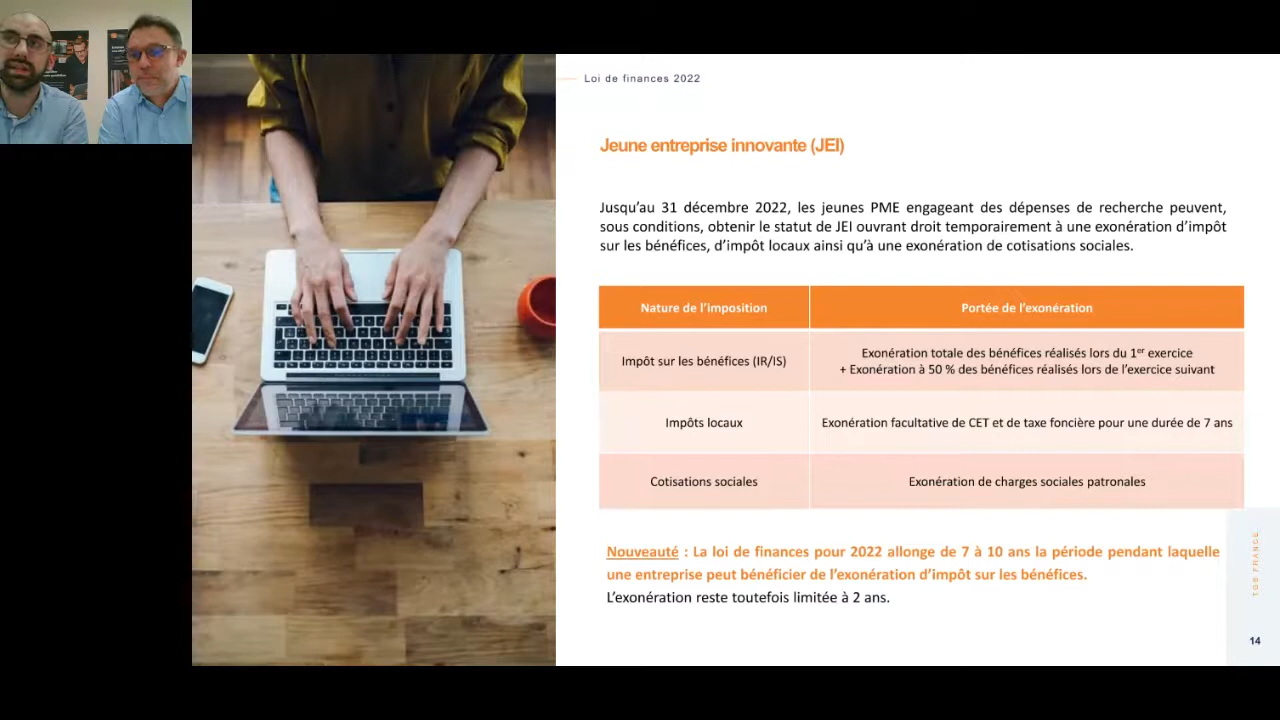 Loi de finances 2022
Jeune entreprise innovante (JEI)
Jusqu’au 31 décembre 2022, les jeunes PME engageant des dépenses de recherche peuvent,
sous conditions, obtenir le statut de JEI ouvrant droit temporairement à une exonération d’impôt
sur les bénéfices, d’impôt locaux ainsi qu’à une exonération de cotisations sociales.
Nature de l’imposition
Portée de l’exonération
Impôt sur les bénéfices (IR/IS)
Exonération totale des bénéfices réalisés lors du 1er exercice
+ Exonération à 50 % des bénéfices réalisés lors de l’exercice suivant
Impôts locaux
Exonération facultative de CET et de taxe foncière pour une durée de 7 ans
Cotisations sociales
Exonération de charges sociales patronales
Nouveauté : La loi de finances pour 2022 allonge de 7 à 10 ans la période pendant laquelle
une entreprise peut bénéficier de l’exonération d’impôt sur les bénéfices.
L’exonération reste toutefois limitée à 2 ans.
TGS FRANCE
14